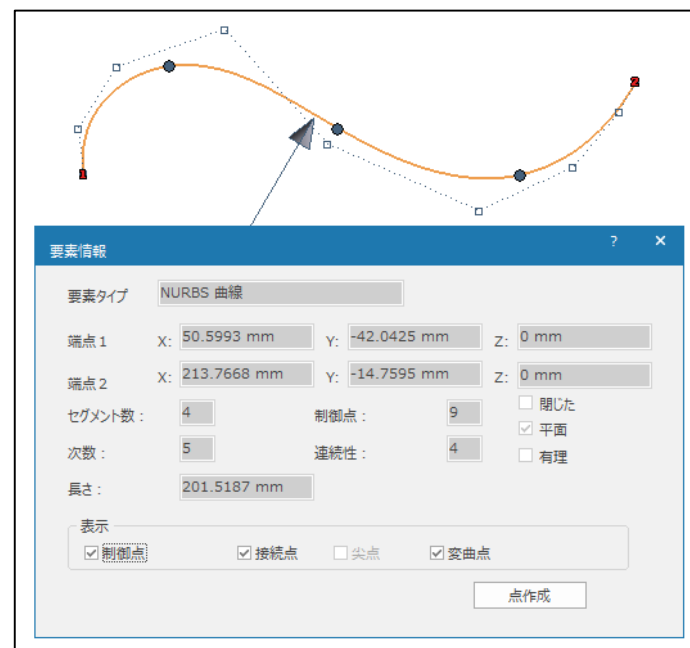 2
1
要素情報 ? ×
要素タイプ NURBS 曲線
端点1 X: 50.5993 mm Y: -42.0425 mm Z: 0 mm
端点2 X: 213.7668 mm Y: -14.7595 mm Z: 0 mm
セグメント数: 4 制御点: 9 閉じた
平面
次数: 5 連続性: 4 有理
長さ: 201.5187 mm
表示
制御点 接続点 尖点 変曲点
点作成